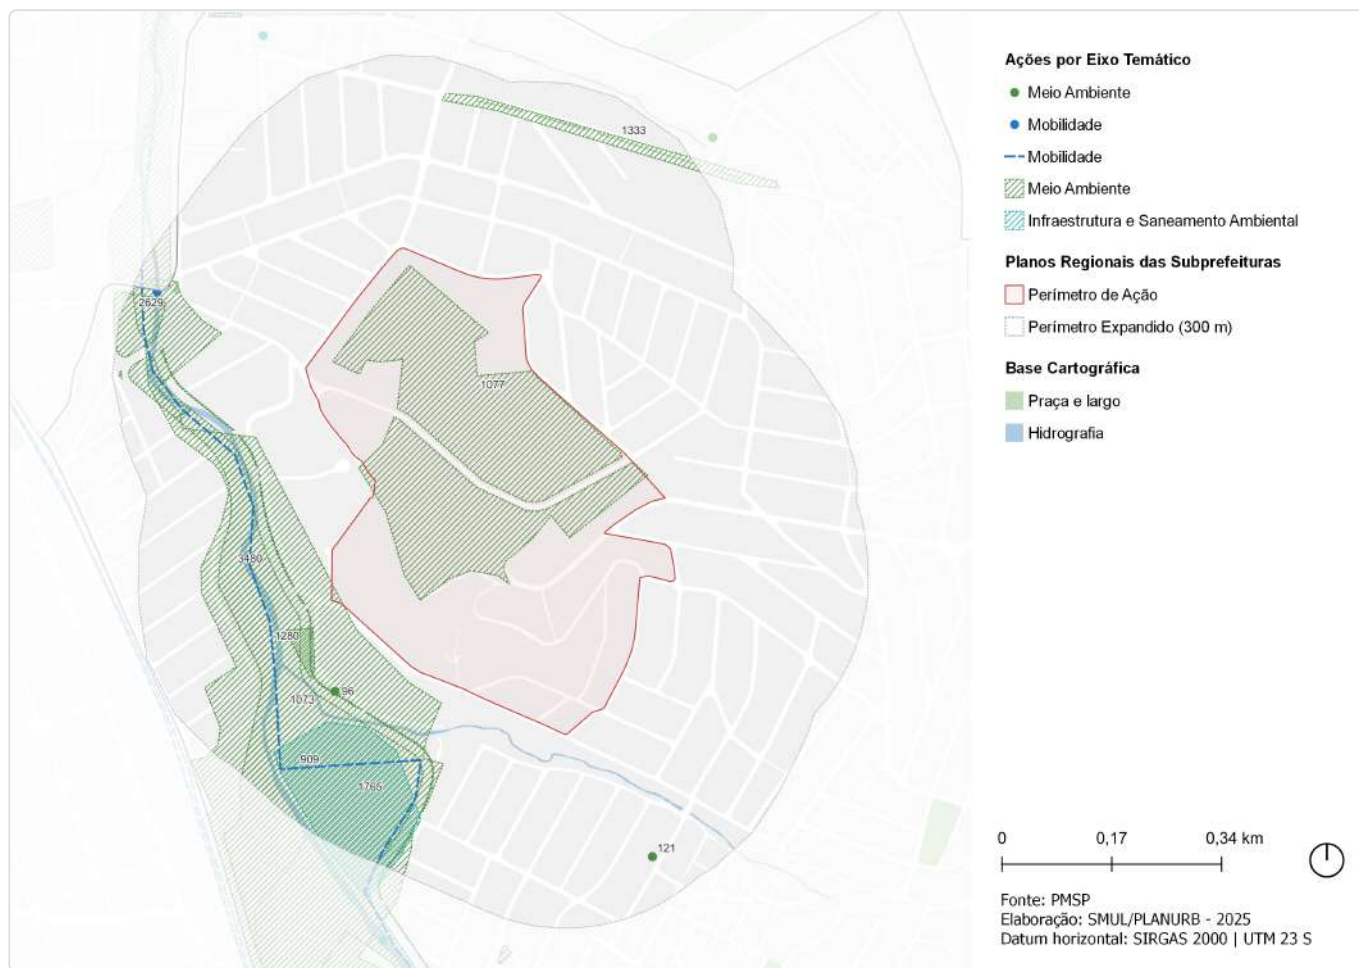 1333
2629
1077
3480
1280
96
1073
909
1765
121
Ações por Eixo Temático
Meio Ambiente
Mobilidade
Mobilidade
Meio Ambiente
Infraestrutura e Saneamento Ambiental
Planos Regionais das Subprefeituras
Perímetro de Ação
Perímetro Expandido (300 m)
Base Cartográfica
Praça e largo
Hidrografia
0 0,17 0,34 km
Fonte: PMSP
Elaboração: SMUL/PLANURB - 2025
Datum horizontal: SIRGAS 2000 | UTM 23 S